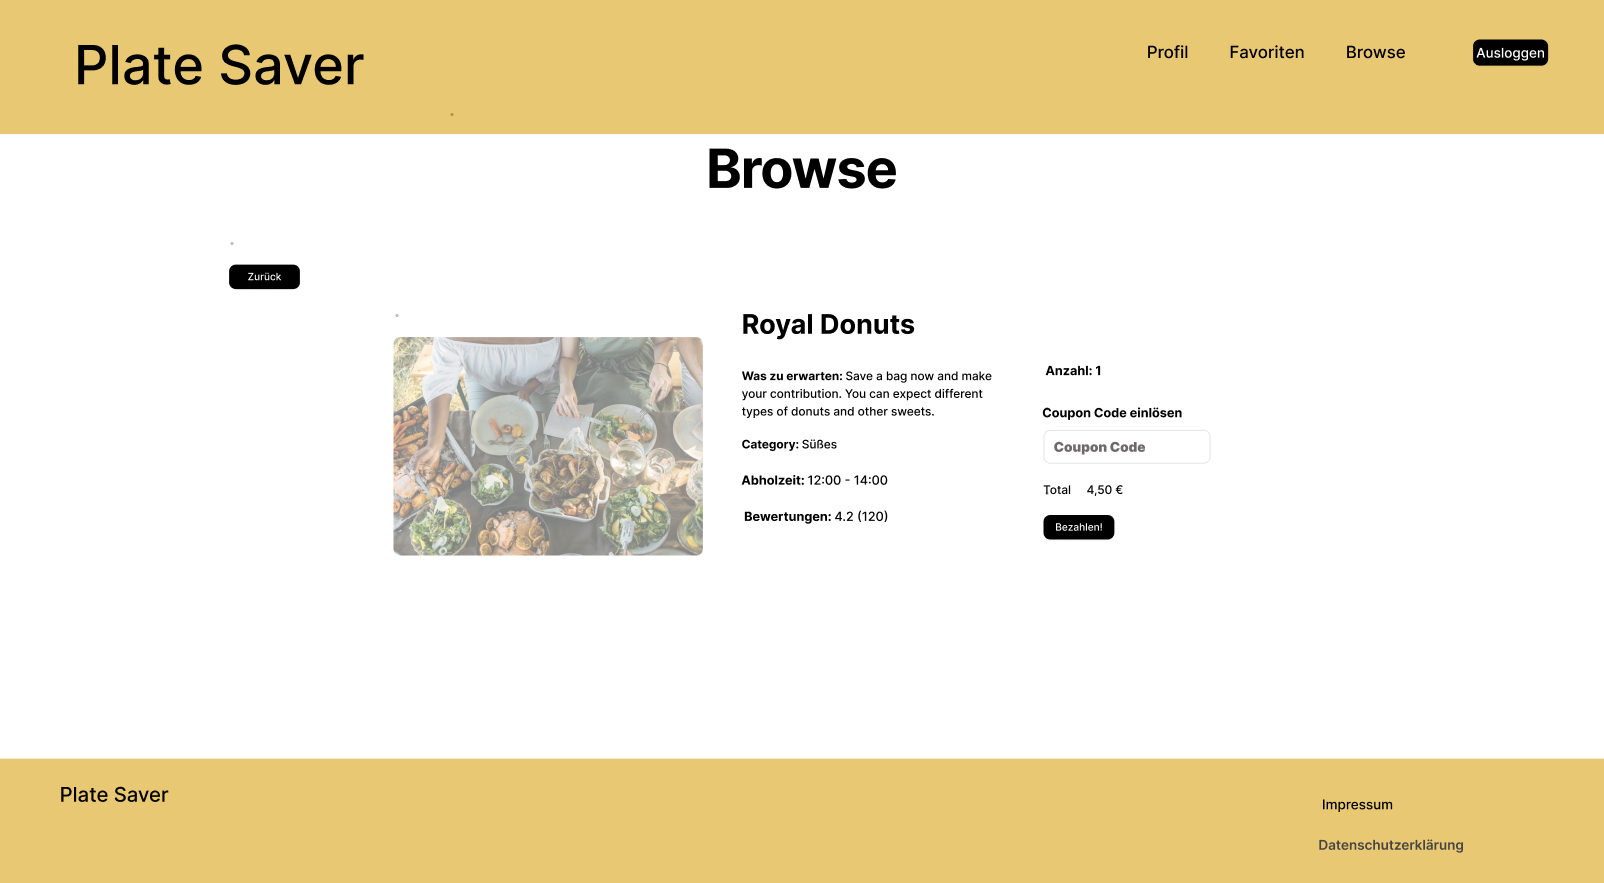 Plate Saver
Profil
Favoriten
Browse
Ausloggen
Browse
Zurück
Royal Donuts
Was zu erwarten: Save a bag now and make
your contribution. You can expect different
types of donuts and other sweets.
Category: Süßes
Abholzeit: 12:00 - 14:00
Bewertungen: 4.2 (120)
Anzahl: 1
Coupon Code einlösen
Coupon Code
Total 4,50 €
Bezahlen!
Plate Saver
Impressum
Datenschutzerklärung